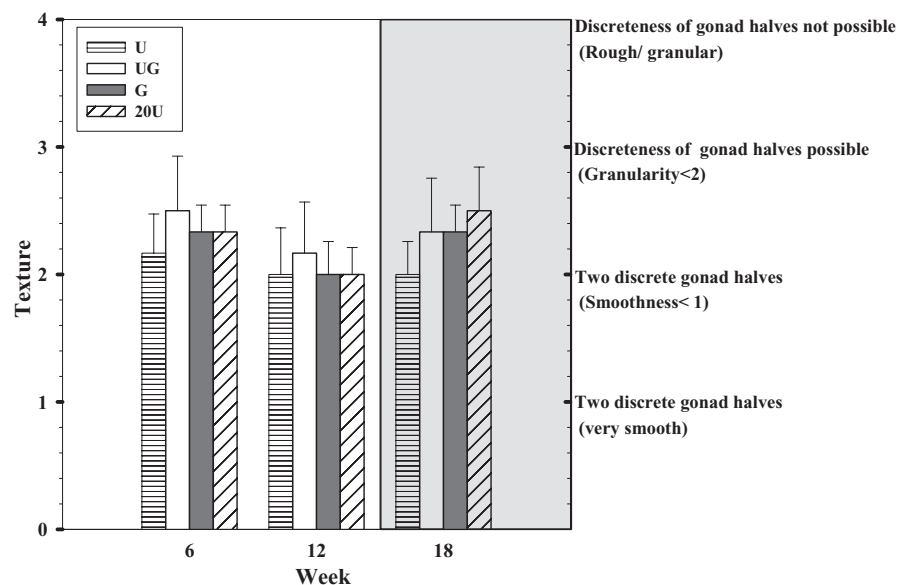 4
3
2
1
0
Texture
U
UG
G
20U
6
12
18
Week
Discreteness of gonad halves not possible
(Rough/ granular)
Discreteness of gonad halves possible
(Granularity<2)
Two discrete gonad halves
(Smoothness< 1)
Two discrete gonad halves
(very smooth)